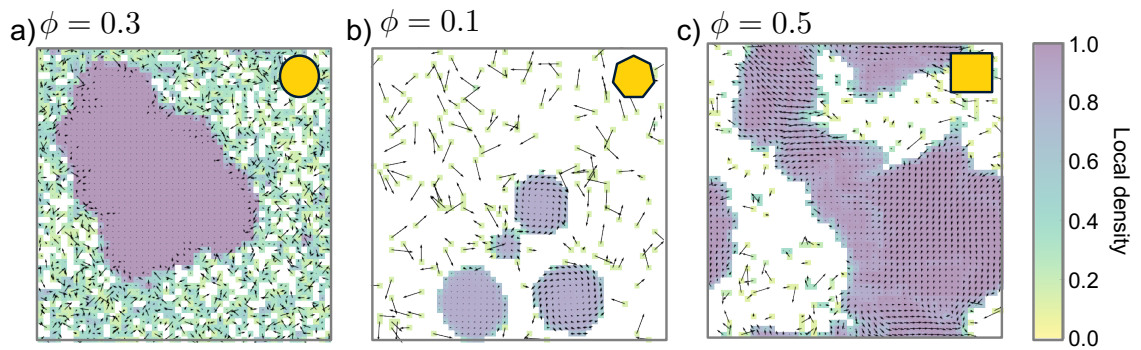 a) ϕ = 0.3
b) ϕ = 0.1
c) ϕ = 0.5
1.0
0.8
0.6
0.4
0.2
0.0
Local density